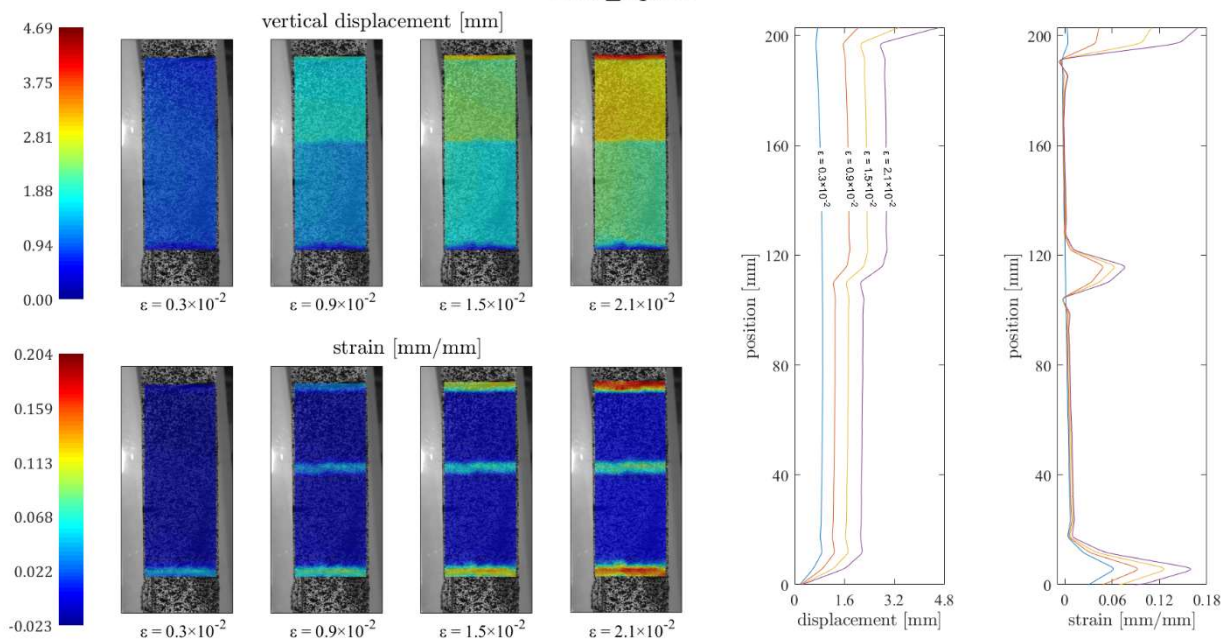 vertical displacement [mm]
4.69
3.75
2.81
1.88
0.94
0.00
ε = 0.3×10⁻²
ε = 0.9×10⁻²
ε = 1.5×10⁻²
ε = 2.1×10⁻²
strain [mm/mm]
0.204
0.159
0.113
0.068
0.022
-0.023
ε = 0.3×10⁻²
ε = 0.9×10⁻²
ε = 1.5×10⁻²
ε = 2.1×10⁻²
200
160
120
80
40
0
position [mm]
ε = 0.3×10⁻²
ε = 0.9×10⁻²
ε = 1.5×10⁻²
ε = 2.1×10⁻²
0
1.6
3.2
4.8
displacement [mm]
200
160
120
80
40
0
position [mm]
0
0.06
0.12
0.18
strain [mm/mm]